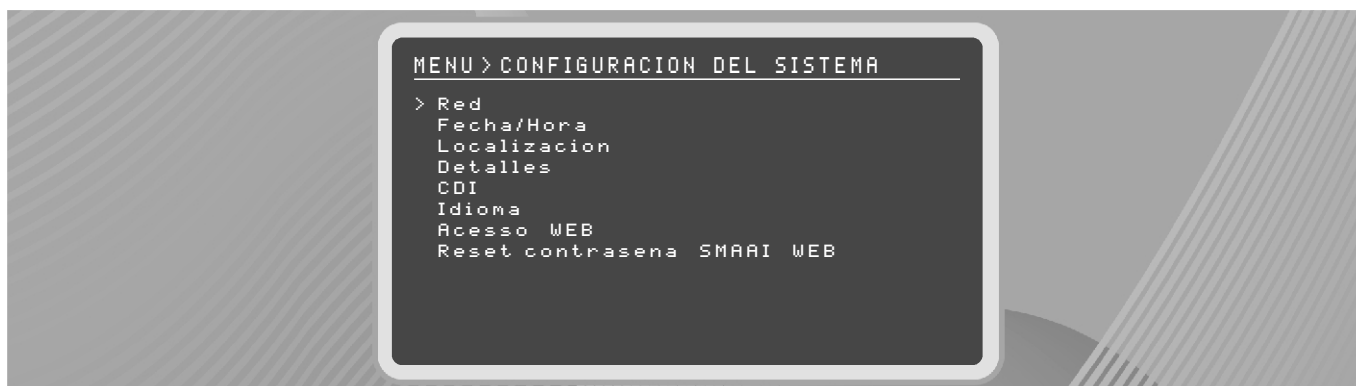 MENU > CONFIGURACION DEL SISTEMA
> Red
Fecha/Hora
Localizacion
Detalles
CDI
Idioma
Acesso WEB
Reset contrasena SMAAI WEB